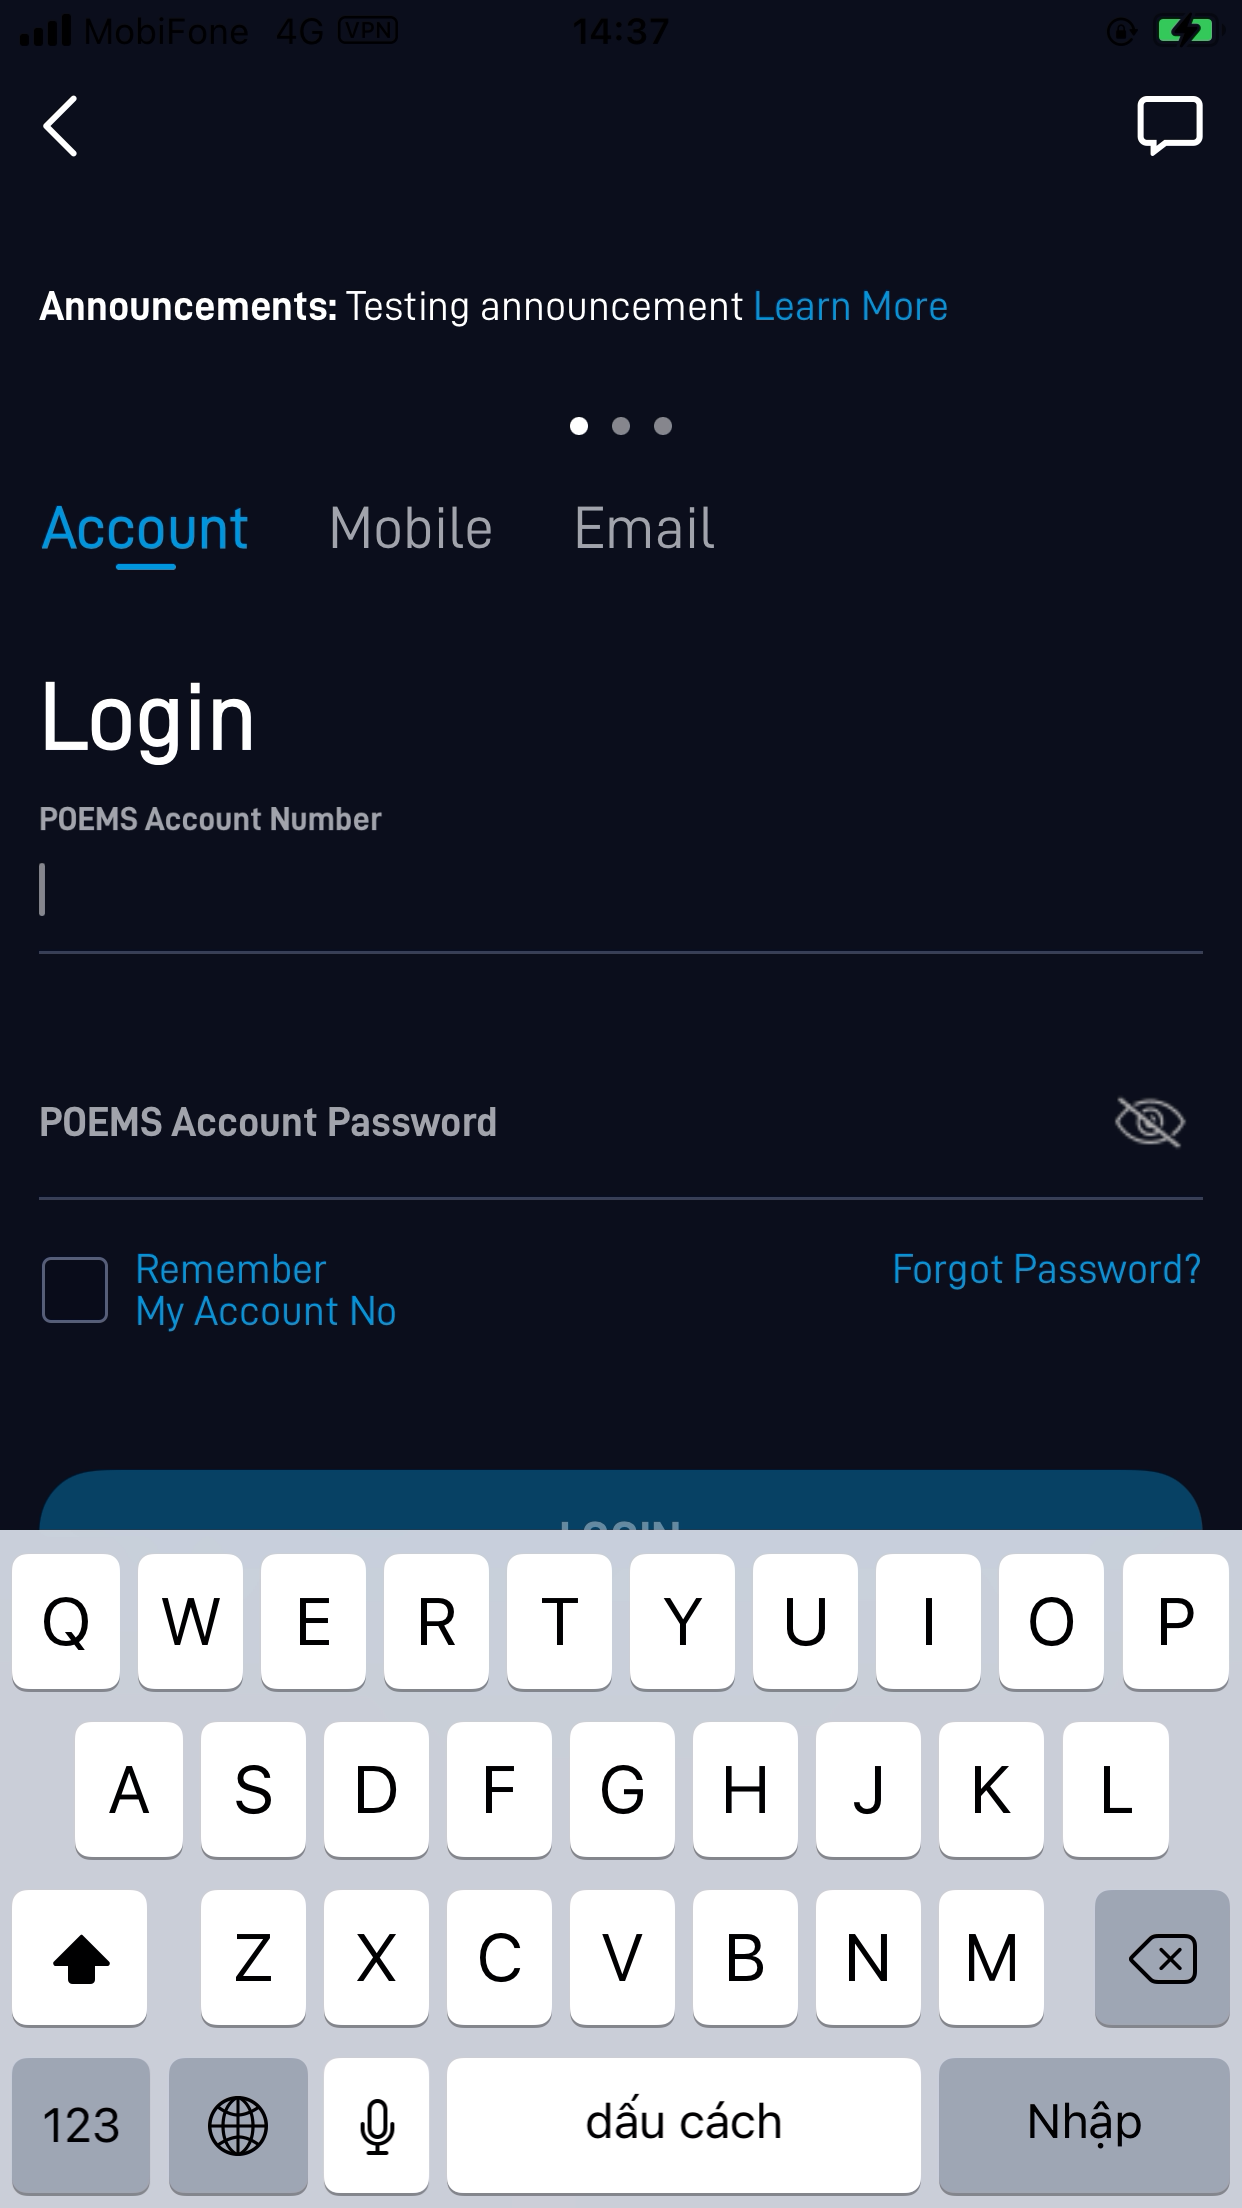 MobiFone 4G VPN 14:37
Announcements: Testing announcement Learn More
Account Mobile Email
Login
POEMS Account Number
POEMS Account Password
Remember
My Account No
Forgot Password?
LOGIN
Q W E R T Y U I O P
A S D F G H J K L
Z X C V B N M
123 dấu cách Nhập